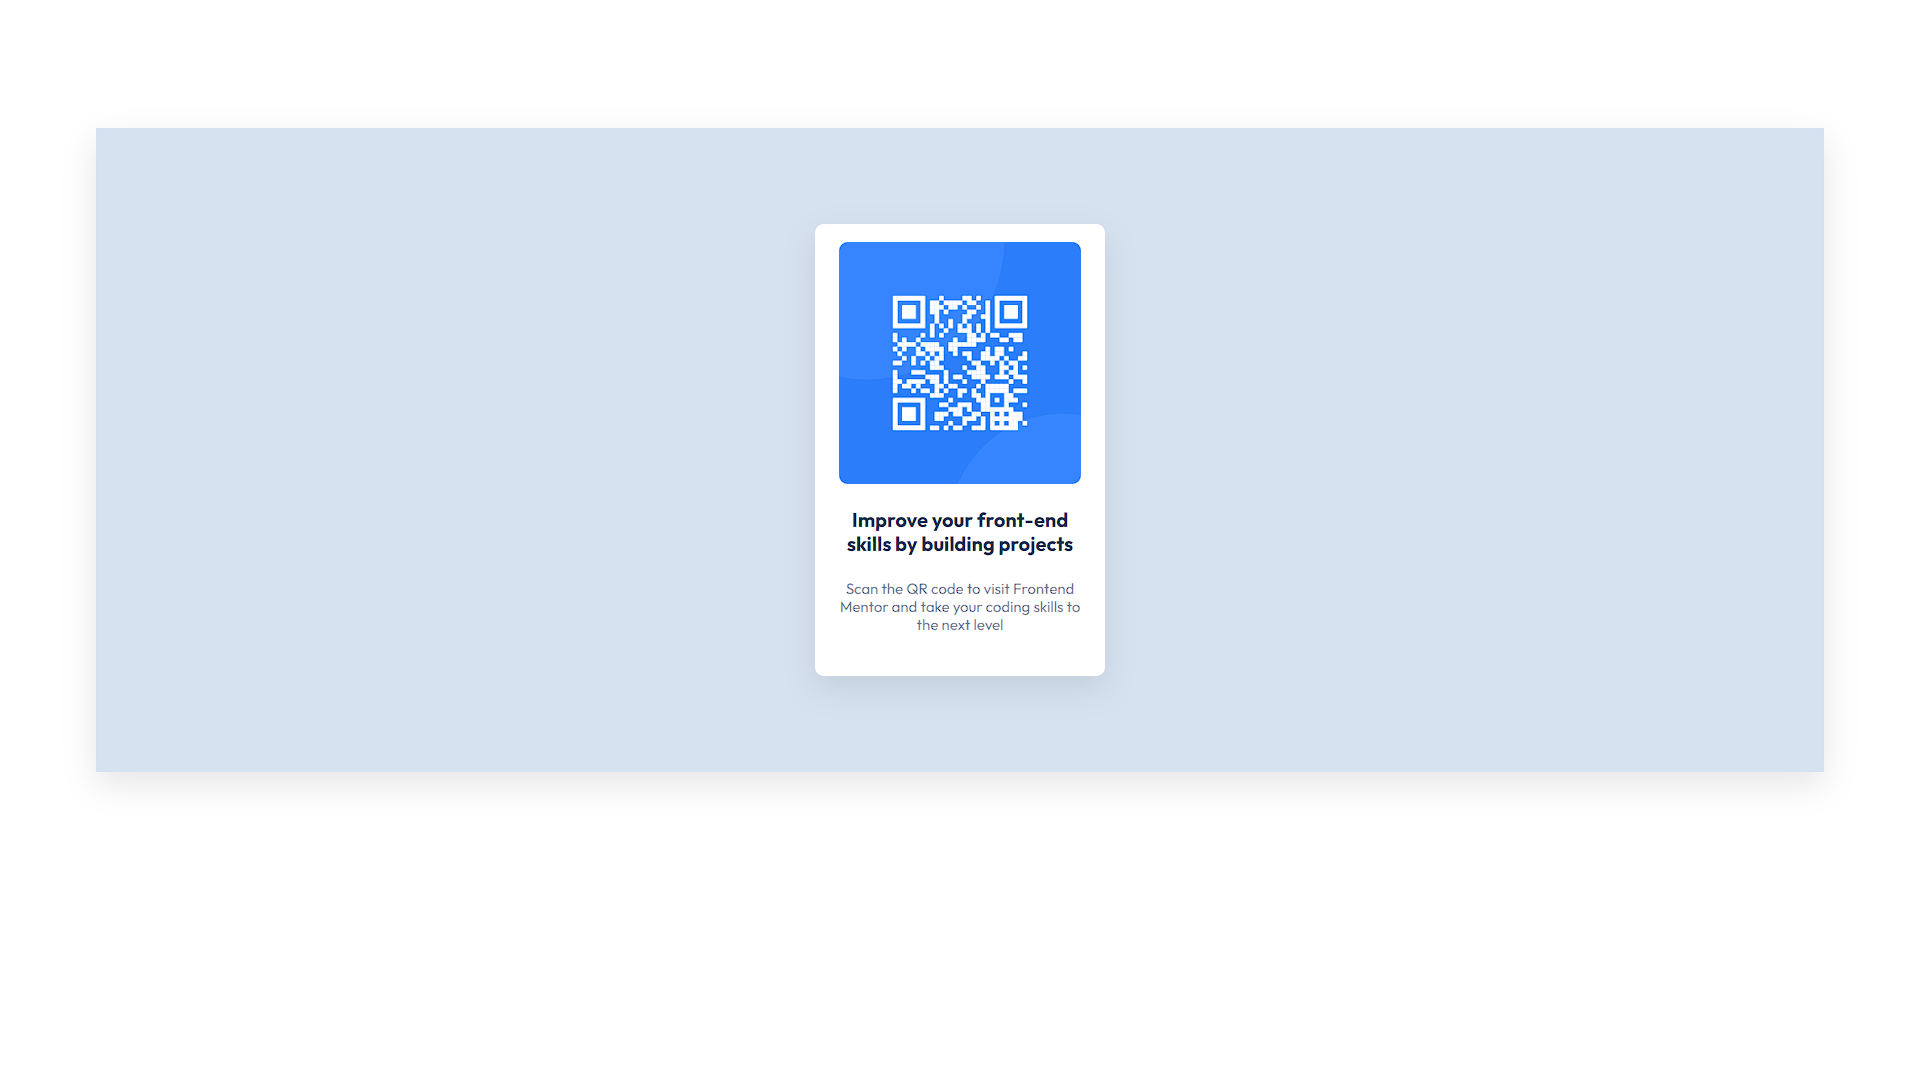 Improve your front-end
skills by building projects
Scan the QR code to visit Frontend
Mentor and take your coding skills to
the next level